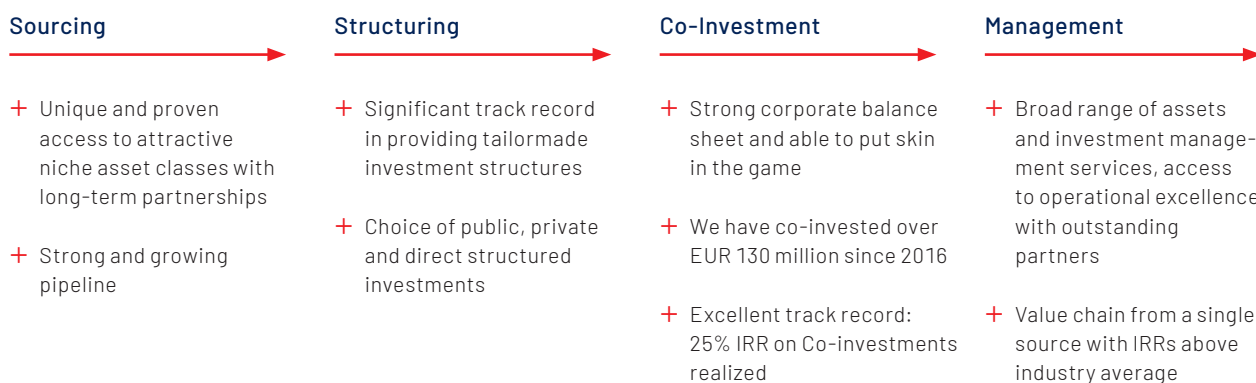 Sourcing
+ Unique and proven
access to attractive
niche asset classes with
long-term partnerships
+ Strong and growing
pipeline
Structuring
+ Significant track record
in providing tailormade
investment structures
+ Choice of public, private
and direct structured
investments
Co-Investment
+ Strong corporate balance
sheet and able to put skin
in the game
+ We have co-invested over
EUR 130 million since 2016
+ Excellent track record:
25% IRR on Co-investments
realized
Management
+ Broad range of assets
and investment manage-
ment services, access
to operational excellence
with outstanding
partners
+ Value chain from a single
source with IRRs above
industry average